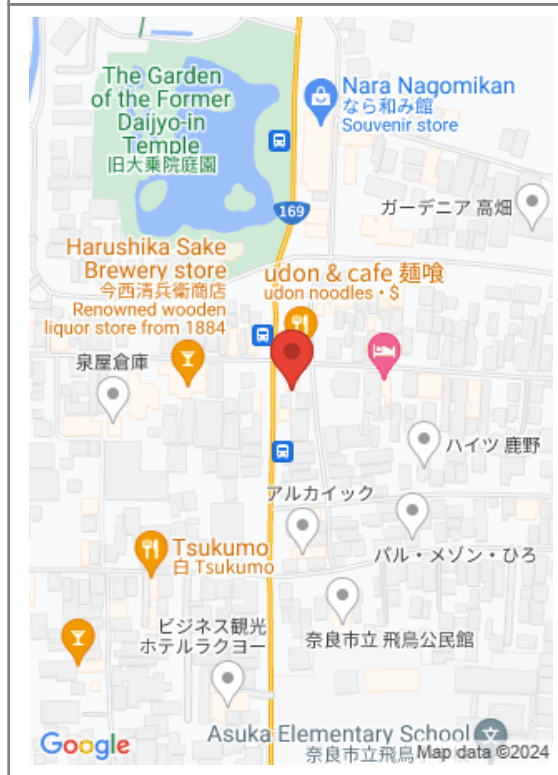 The Garden
of the Former
Daijyo-in
Temple
旧大乗院庭園
Nara Nagomikan
なら和み館
Souvenir store
169
ガーデニア 高畑
Harushika Sake
Brewery store
今西清兵衛商店
Renowned wooden
liquor store from 1884
udon & cafe 麺喰
udon noodles • $
泉屋倉庫
ハイツ 鹿野
アルカイック
パル・メゾン・ひろ
Tsukumo
白 Tsukumo
ビジネス観光
ホテルラクヨー
奈良市立 飛鳥公民館
Asuka Elementary School
奈良市立飛鳥
Google
Map data ©2024